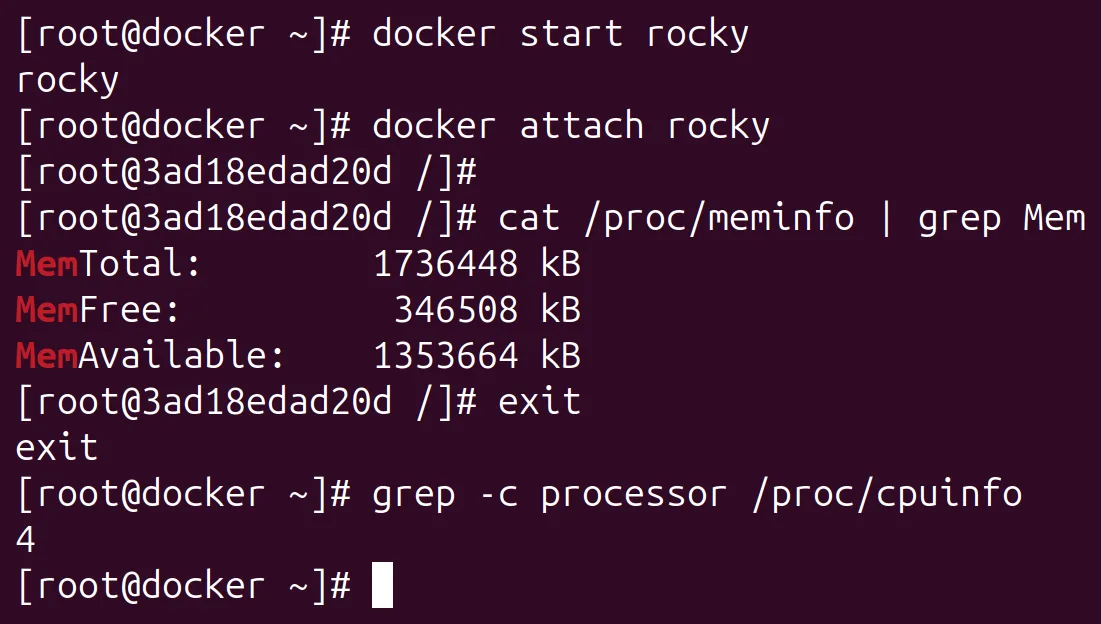 [root@docker ~]# docker start rocky
rocky
[root@docker ~]# docker attach rocky
[root@3ad18edad20d /]#
[root@3ad18edad20d /]# cat /proc/meminfo | grep Mem
MemTotal:        1736448 kB
MemFree:          346508 kB
MemAvailable:    1353664 kB
[root@3ad18edad20d /]# exit
exit
[root@docker ~]# grep -c processor /proc/cpuinfo
4
[root@docker ~]#